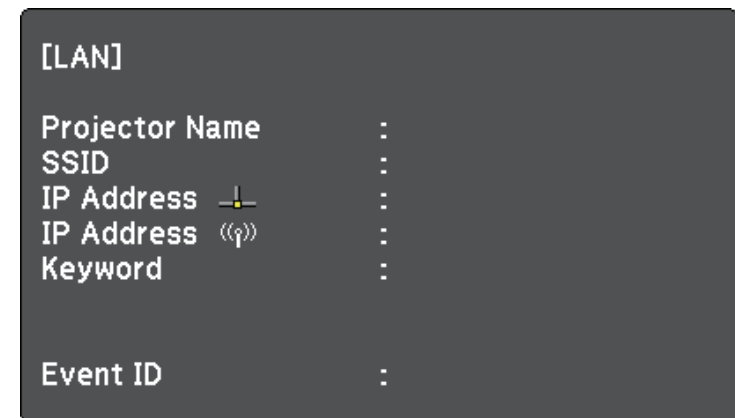 [LAN]
Projector Name :
SSID :
IP Address :
IP Address :
Keyword :
Event ID :